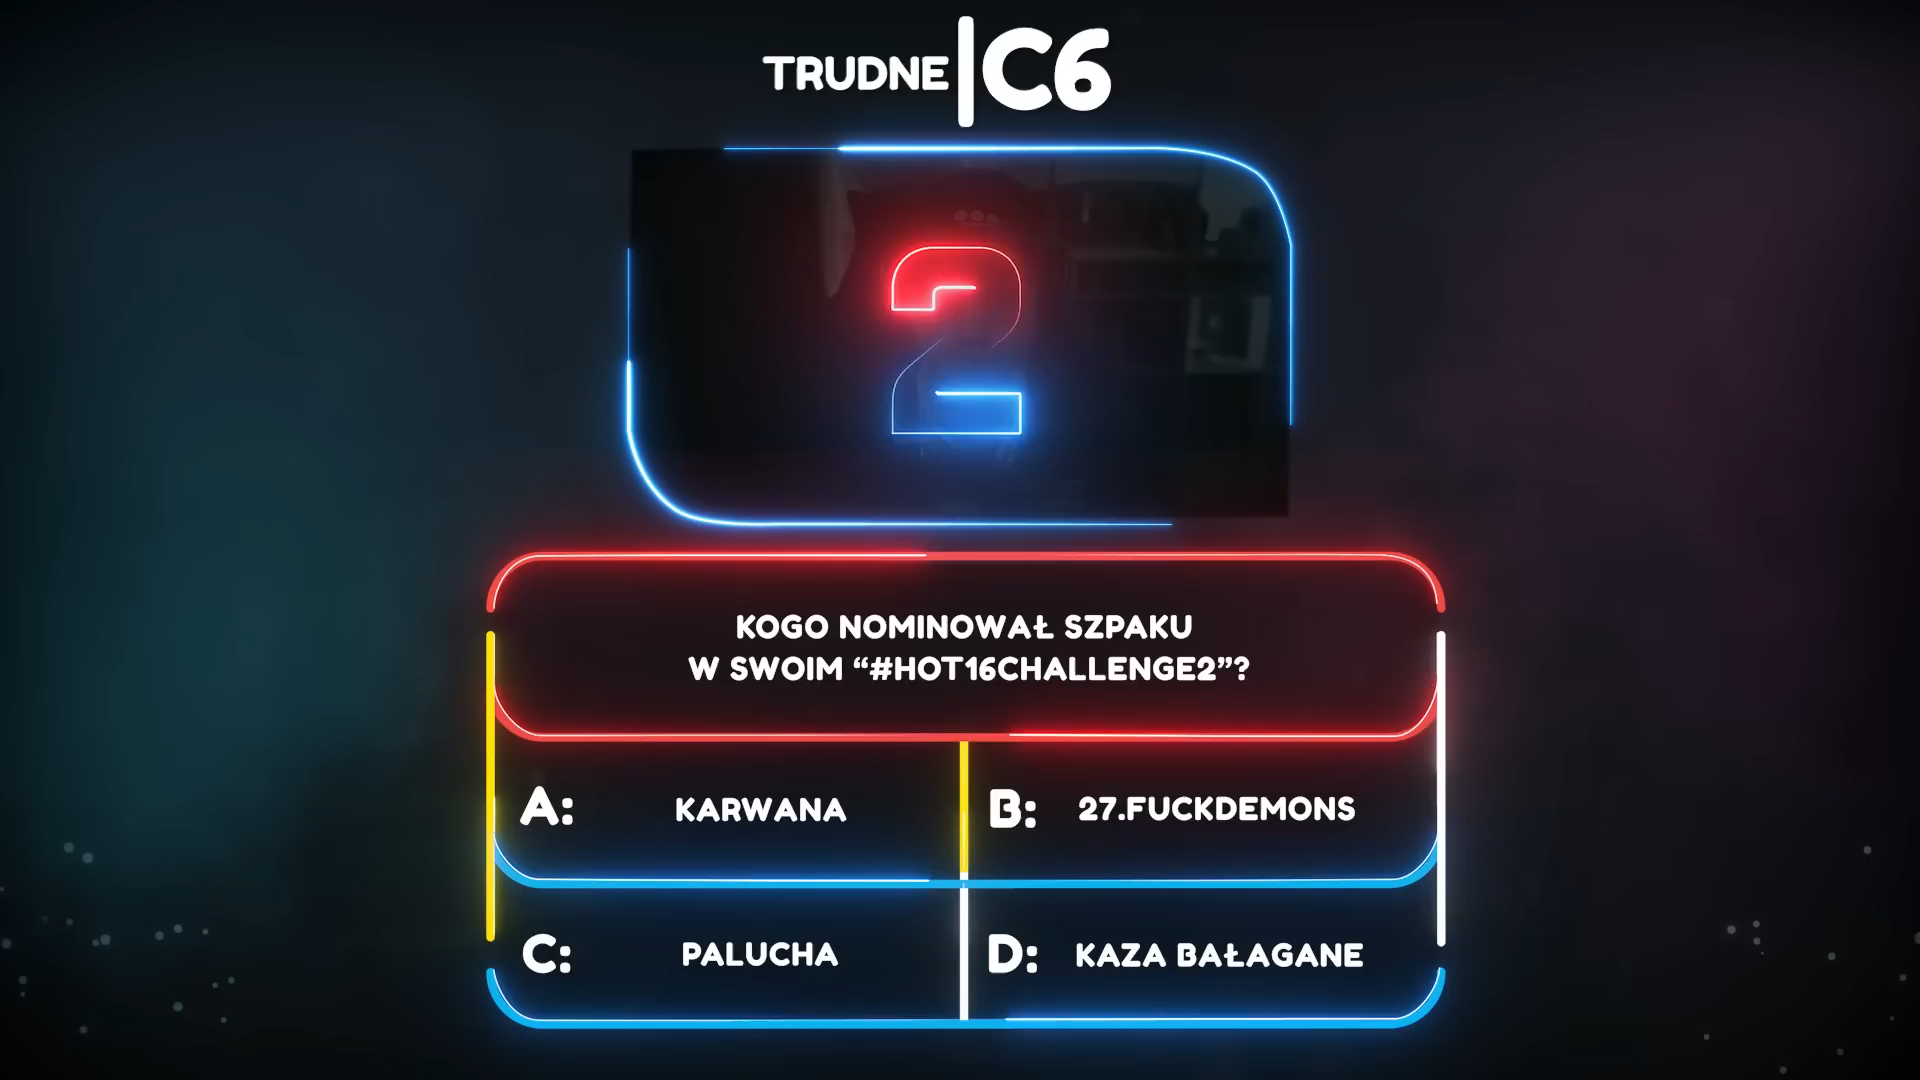 TRUDNE|C6
2
KOGO NOMINOWAŁ SZPAKU
W SWOIM “#HOT16CHALLENGE2”?
A: KARWANA
B: 27.FUCKDEMONS
C: PALUCHA
D: KAZA BAŁAGANE